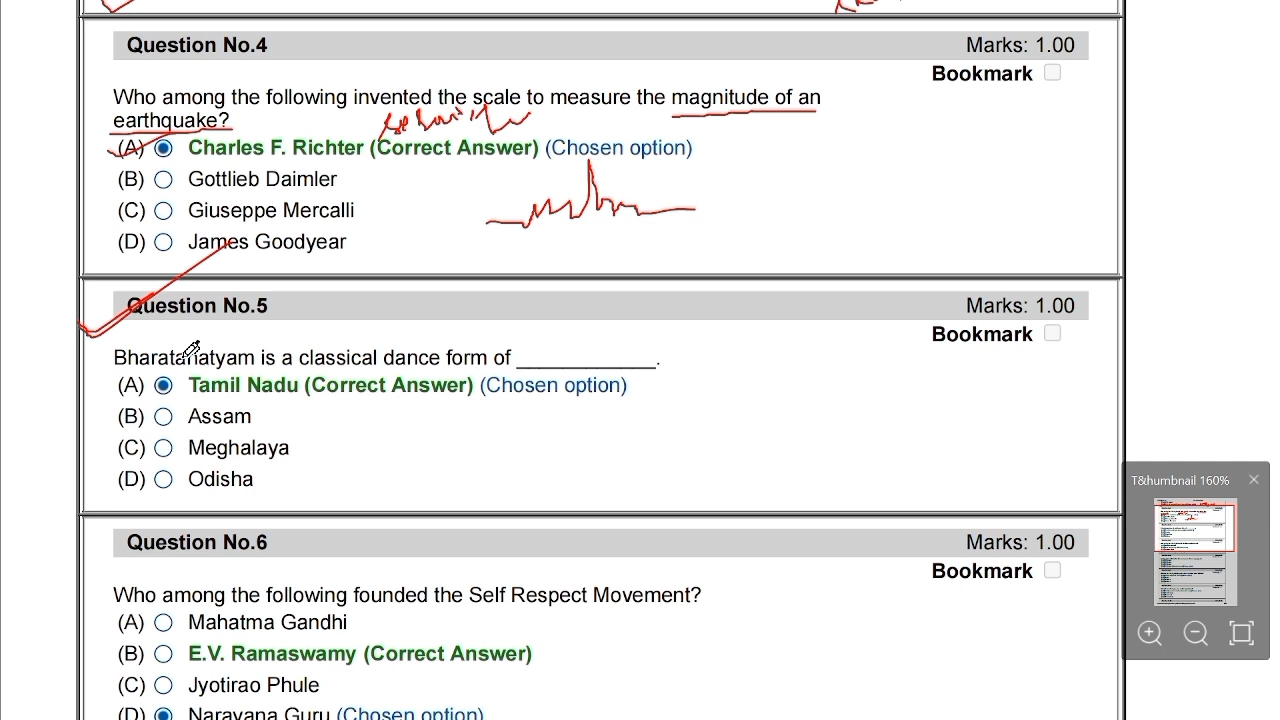 Question No.4 Marks: 1.00
Bookmark
Who among the following invented the scale to measure the magnitude of an
earthquake?
(A) Charles F. Richter (Correct Answer) (Chosen option)
(B) Gottlieb Daimler
(C) Giuseppe Mercalli
(D) James Goodyear
Question No.5 Marks: 1.00
Bookmark
Bharatanatyam is a classical dance form of ____________.
(A) Tamil Nadu (Correct Answer) (Chosen option)
(B) Assam
(C) Meghalaya
(D) Odisha
T&humbnail 160%
Question No.6 Marks: 1.00
Bookmark
Who among the following founded the Self Respect Movement?
(A) Mahatma Gandhi
(B) E.V. Ramaswamy (Correct Answer)
(C) Jyotirao Phule
(D) Narayana Guru (Chosen option)